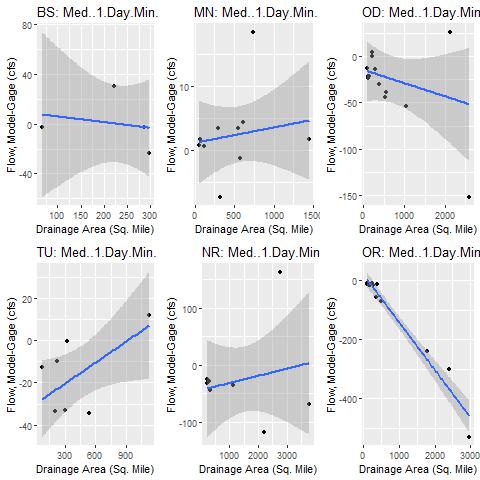 BS: Med..1.Day.Min. MN: Med..1.Day.Min. OD: Med..1.Day.Min.
Flow, Model-Gage (cfs) Flow, Model-Gage (cfs) Flow, Model-Gage (cfs)
80 40 0 -40
10 0
0 -50 -100 -150
100 150 200 250 300 0 500 1000 1500 0 1000 2000
Drainage Area (Sq. Mile) Drainage Area (Sq. Mile) Drainage Area (Sq. Mile)
TU: Med..1.Day.Min. NR: Med..1.Day.Min OR: Med..1.Day.Min.
Flow, Model-Gage (cfs) Flow, Model-Gage (cfs) Flow, Model-Gage (cfs)
20 0 -20 -40
100 0 -100
0 -200 -400
300 600 900 1000 2000 3000 0 1000 2000 3000
Drainage Area (Sq. Mile) Drainage Area (Sq. Mile) Drainage Area (Sq. Mile)